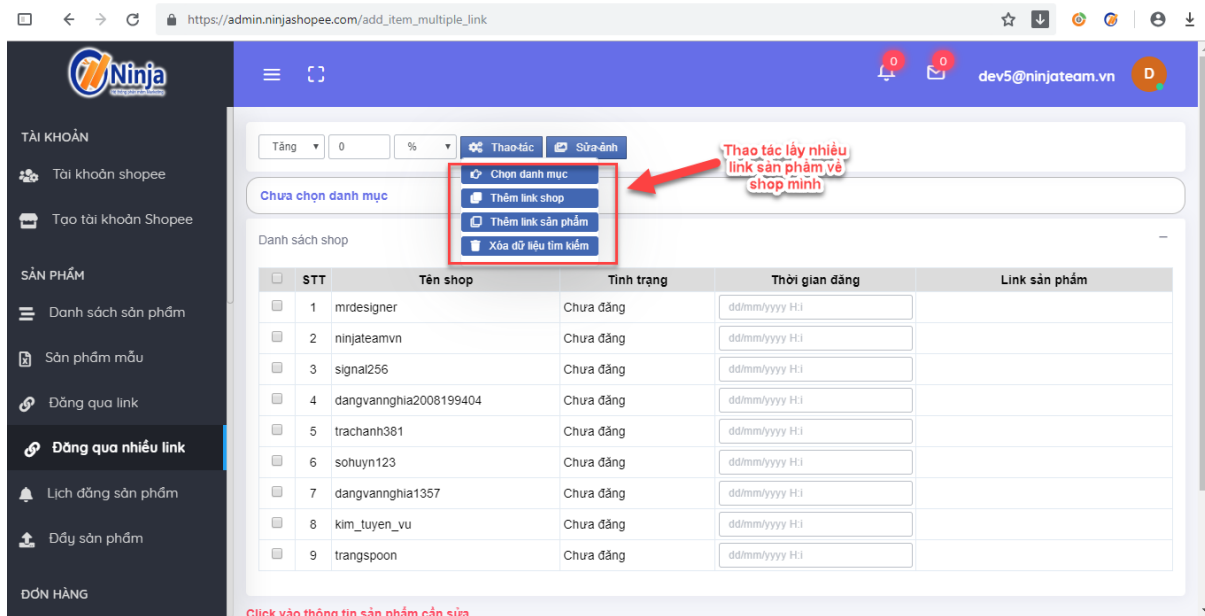 https://admin.ninjashopee.com/add_item_multiple_link
Ninja
0
0
dev5@ninjateam.vn
D
TÀI KHOẢN
Tài khoản shopee
Tạo tài khoản Shopee
SẢN PHẨM
Danh sách sản phẩm
Sản phẩm mẫu
Đăng qua link
Đăng qua nhiều link
Lịch đăng sản phẩm
Đẩy sản phẩm
ĐƠN HÀNG
Tăng 0 % Thao tác Sửa ảnh
Chọn danh mục
Thêm link shop
Thêm link sản phẩm
Xóa dữ liệu tìm kiếm
Thao tác lấy nhiều
link sản phẩm về
shop mình
Chưa chọn danh mục
Danh sách shop
STT Tên shop Tình trạng Thời gian đăng Link sản phẩm
1 mrdesigner Chưa đăng dd/mm/yyyy H:i
2 ninjateamvn Chưa đăng dd/mm/yyyy H:i
3 signal256 Chưa đăng dd/mm/yyyy H:i
4 dangvannghia2008199404 Chưa đăng dd/mm/yyyy H:i
5 trachanh381 Chưa đăng dd/mm/yyyy H:i
6 sohuyn123 Chưa đăng dd/mm/yyyy H:i
7 dangvannghia1357 Chưa đăng dd/mm/yyyy H:i
8 kim_tuyen_vu Chưa đăng dd/mm/yyyy H:i
9 trangspoon Chưa đăng dd/mm/yyyy H:i
Click vào thông tin sản phẩm cần sửa